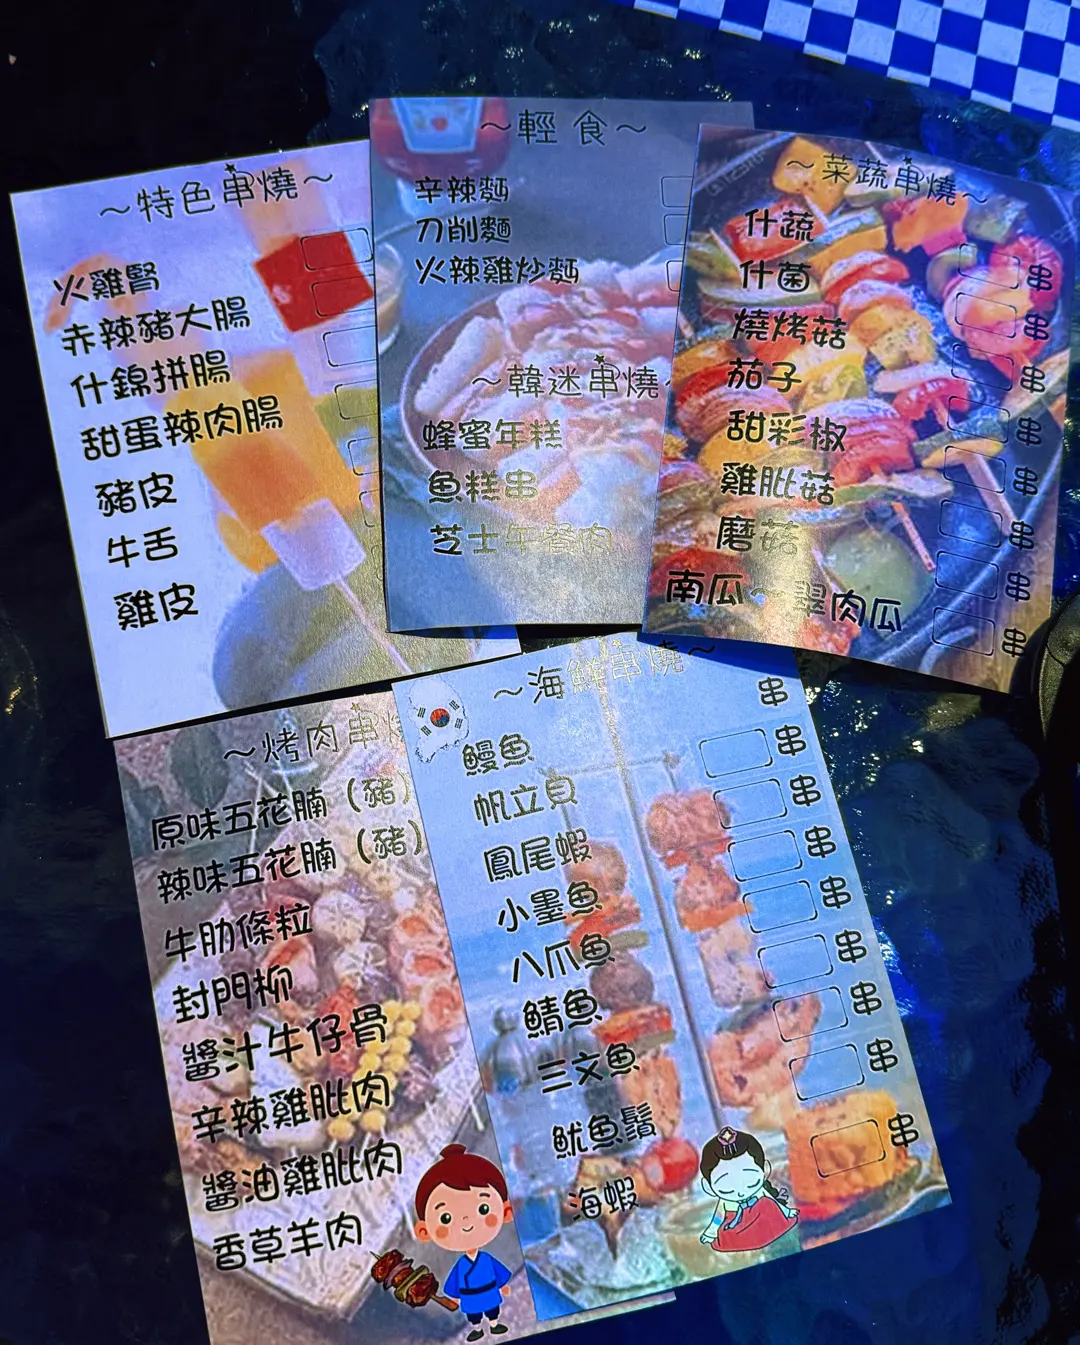 ～特色串燒～
火雞腎
赤辣豬大腸
什錦拼腸
甜蛋辣肉腸
豬皮
牛舌
雞皮
～輕 食～
辛辣麵
刀削麵
火辣雞炒麵
～韓迷串燒
蜂蜜年糕
魚糕串
芝士午餐肉
～菜蔬串燒～
什蔬
什菌 串
燒烤菇 串
茄子 串
甜彩椒 串
雞肶菇 串
磨菇 串
南瓜～翠肉瓜 串
串
～烤肉串燒
原味五花腩（豬）
辣味五花腩（豬）
牛肋條粒
封門柳
醬汁牛仔骨
辛辣雞肶肉
醬油雞肶肉
香草羊肉
～海鮮串燒～
串
鰻魚 串
帆立貝 串
鳳尾蝦 串
小墨魚 串
八爪魚 串
鯖魚 串
三文魚 串
魷魚鬚 串
海蝦